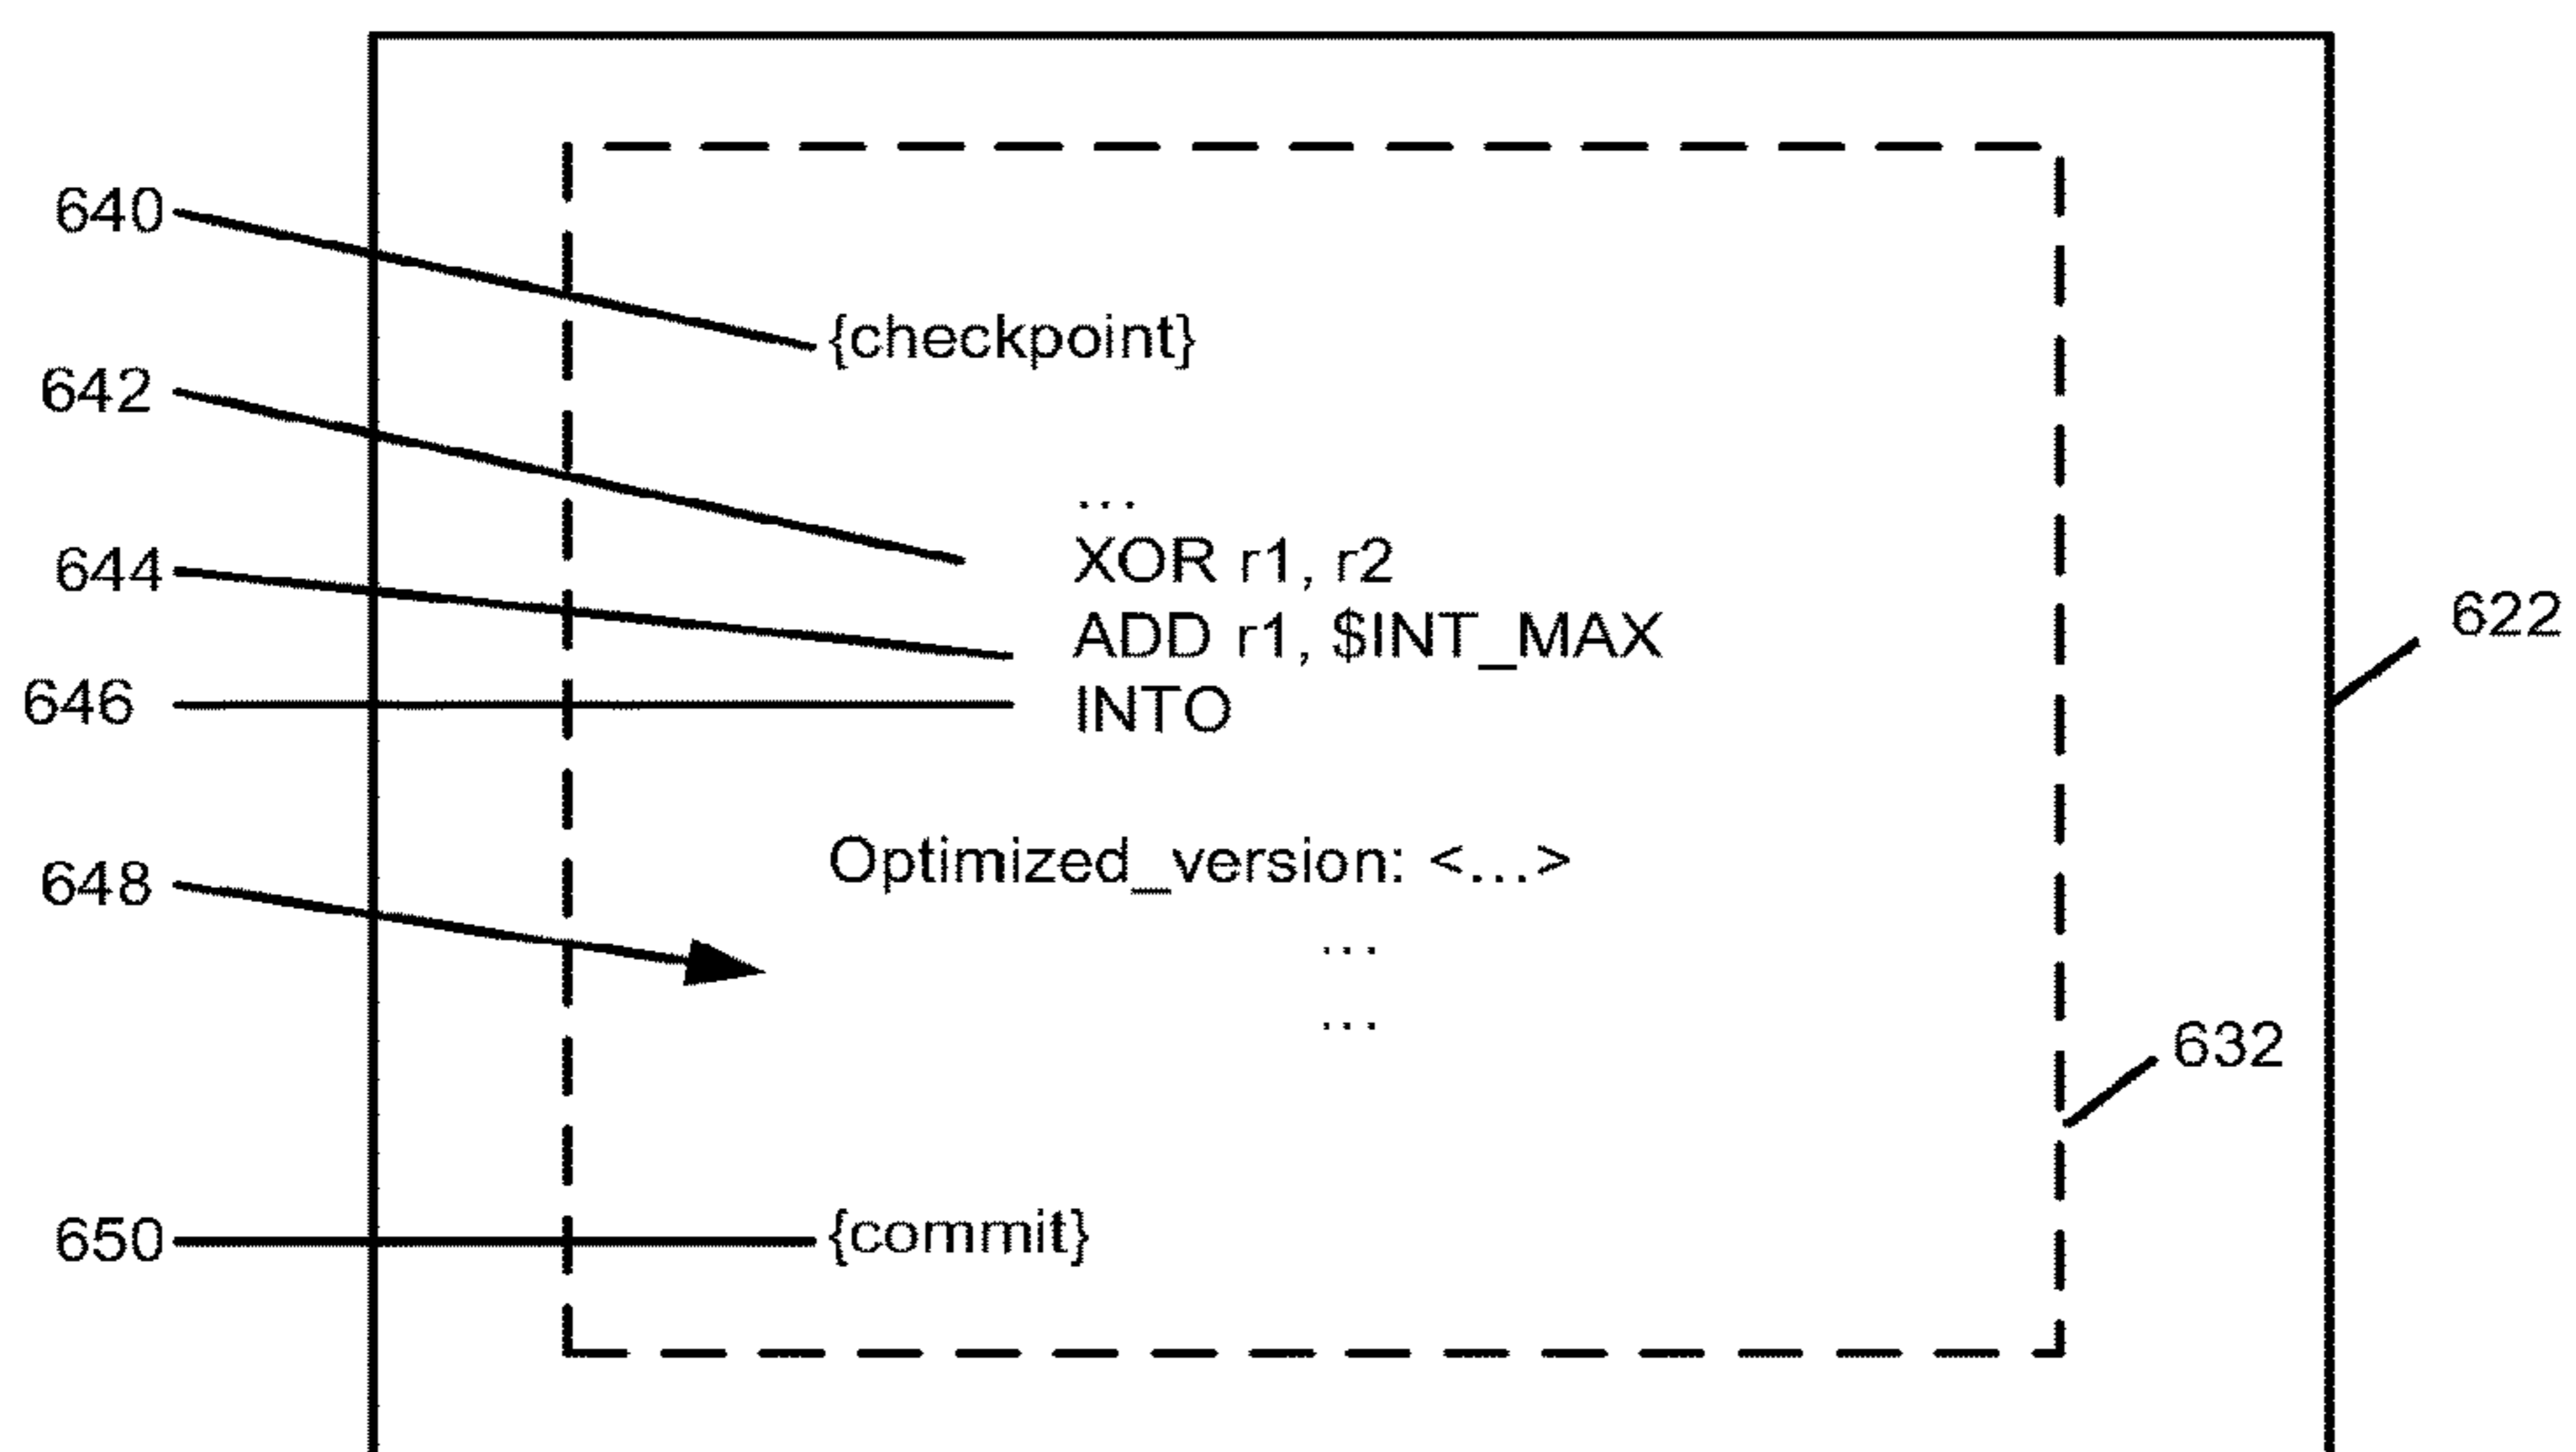 640
{checkpoint}
642
...
XOR r1, r2
644
ADD r1, $INT_MAX
622
646
INTO
Optimized_version: <...>
648
...
...
632
650
{commit}